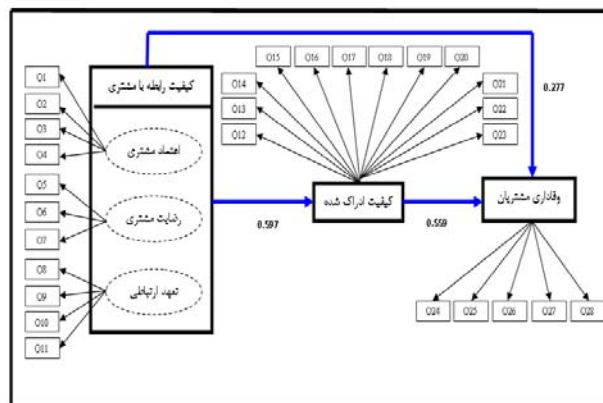 Q15 Q16 Q17 Q18 Q19 Q20
Q1
Q2
Q3
Q4
Q5
Q6
Q7
Q8
Q9
Q10
Q11
کیفیت رابطه با مشتری
اعتماد مشتری
رضایت مشتری
تعهد ارتباطی
Q14
Q13
Q12
Q21
Q22
Q23
0.277
کیفیت ادراک شده
وفاداری مشتریان
0.597
0.559
Q24 Q25 Q26 Q27 Q28